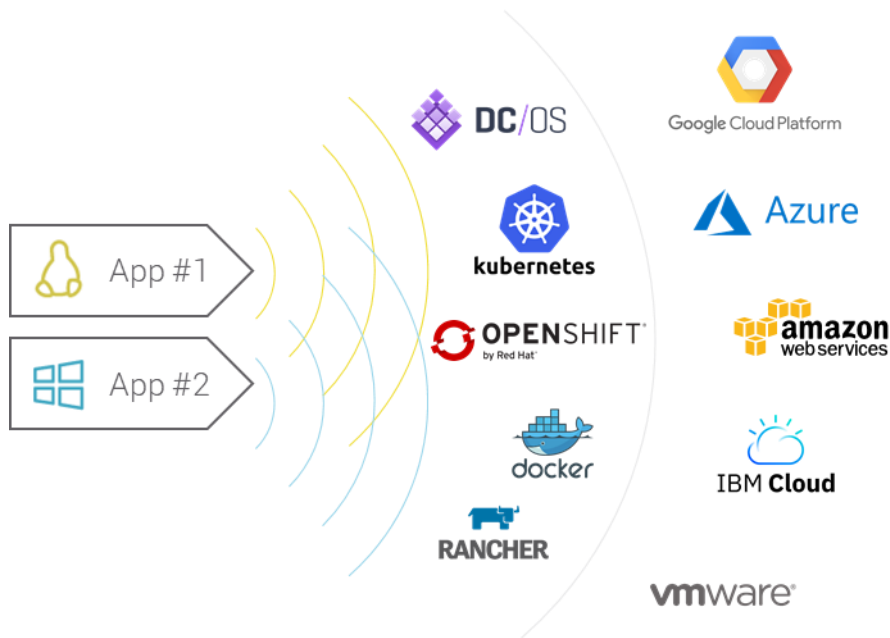 App #1
App #2
DC/OS
kubernetes
OPENSHIFT®
by Red Hat®
docker
RANCHER
Google Cloud Platform
Azure
amazon
web services
IBM Cloud
vmware®